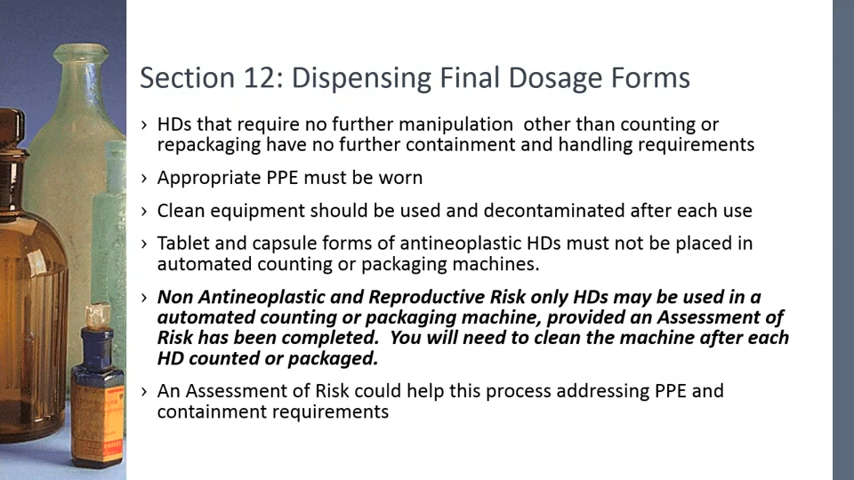 Section 12: Dispensing Final Dosage Forms
› HDs that require no further manipulation other than counting or
repackaging have no further containment and handling requirements
› Appropriate PPE must be worn
› Clean equipment should be used and decontaminated after each use
› Tablet and capsule forms of antineoplastic HDs must not be placed in
automated counting or packaging machines.
› Non Antineoplastic and Reproductive Risk only HDs may be used in a
automated counting or packaging machine, provided an Assessment of
Risk has been completed. You will need to clean the machine after each
HD counted or packaged.
› An Assessment of Risk could help this process addressing PPE and
containment requirements